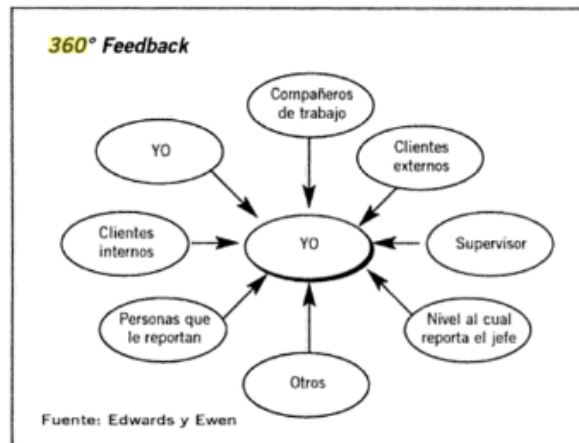 360° Feedback
Compañeros
de trabajo
YO
Clientes
externos
Clientes
internos
YO
Supervisor
Personas que
le reportan
Nivel al cual
reporta el jefe
Otros
Fuente: Edwards y Ewen